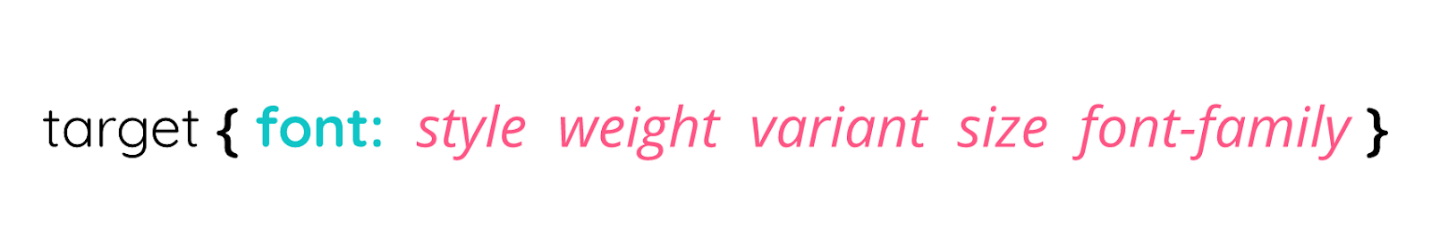 target { font: style weight variant size font-family }